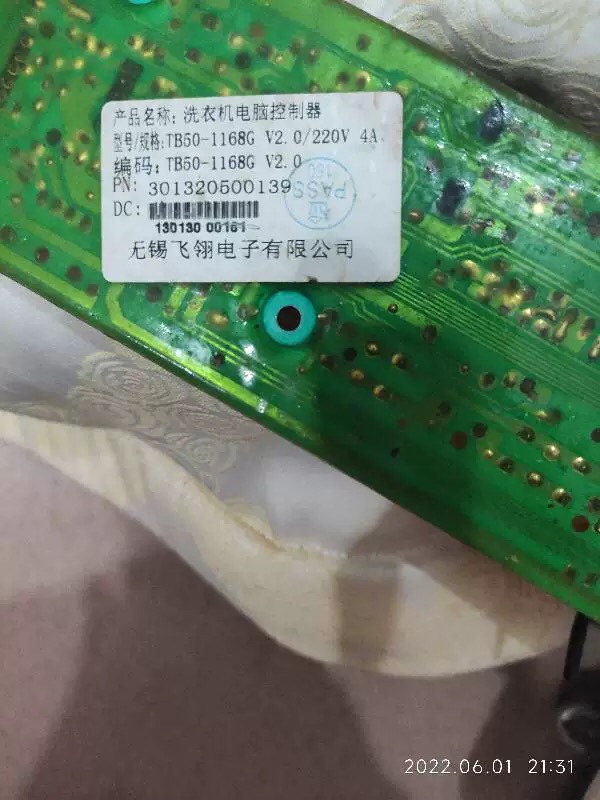 产品名称: 洗衣机电脑控制器
型号/规格:TB50-1168G V2.0/220V 4A
编码: TB50-1168G V2.0
PN: 301320500139
PASS
DC:
130130 00161
无锡飞翎电子有限公司
2022.06.01 21:31